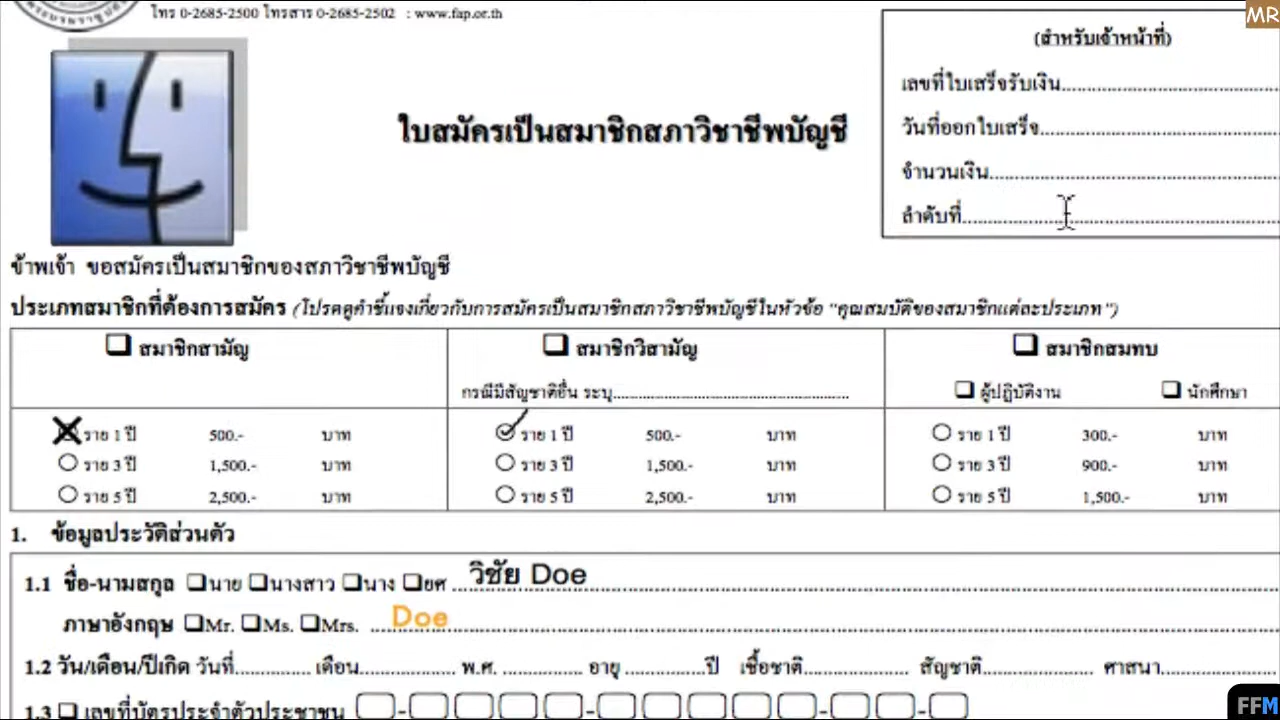 โทร 0-2685-2500 โทรสาร 0-2685-2502 : www.fap.or.th
MR
(สำหรับเจ้าหน้าที่)
เลขที่ใบเสร็จรับเงิน
วันที่ออกใบเสร็จ
จำนวนเงิน
ลำดับที่
ใบสมัครเป็นสมาชิกสภาวิชาชีพบัญชี
ข้าพเจ้า ขอสมัครเป็นสมาชิกของสภาวิชาชีพบัญชี
ประเภทสมาชิกที่ต้องการสมัคร (โปรดดูคำชี้แจงเกี่ยวกับการสมัครเป็นสมาชิกสภาวิชาชีพบัญชีในหัวข้อ "คุณสมบัติของสมาชิกแต่ละประเภท")
สมาชิกสามัญ
ราย 1 ปี 500.- บาท
ราย 3 ปี 1,500.- บาท
ราย 5 ปี 2,500.- บาท
สมาชิกวิสามัญ
กรณีมีสัญชาติอื่น ระบุ
ราย 1 ปี 500.- บาท
ราย 3 ปี 1,500.- บาท
ราย 5 ปี 2,500.- บาท
สมาชิกสมทบ
ผู้ปฏิบัติงาน นักศึกษา
ราย 1 ปี 300.- บาท
ราย 3 ปี 900.- บาท
ราย 5 ปี 1,500.- บาท
1. ข้อมูลประวัติส่วนตัว
1.1 ชื่อ-นามสกุล นาย นางสาว นาง ยศ วิชัย Doe
ภาษาอังกฤษ Mr. Ms. Mrs. Doe
1.2 วัน/เดือน/ปีเกิด วันที่ เดือน พ.ศ. อายุ ปี เชื้อชาติ สัญชาติ ศาสนา
1.3 เลขที่บัตรประจำตัวประชาชน
FFM